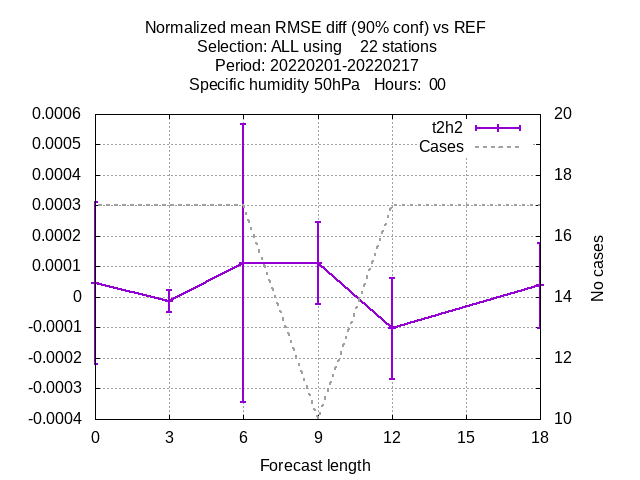 Normalized mean RMSE diff (90% conf) vs REF
Selection: ALL using    22 stations
Period: 20220201-20220217
Specific humidity 50hPa   Hours:  00
0.0006
0.0005
0.0004
0.0003
0.0002
0.0001
0
-0.0001
-0.0002
-0.0003
-0.0004
t2h2
Cases
20
18
16
14
12
10
No cases
0 3 6 9 12 15 18
Forecast length